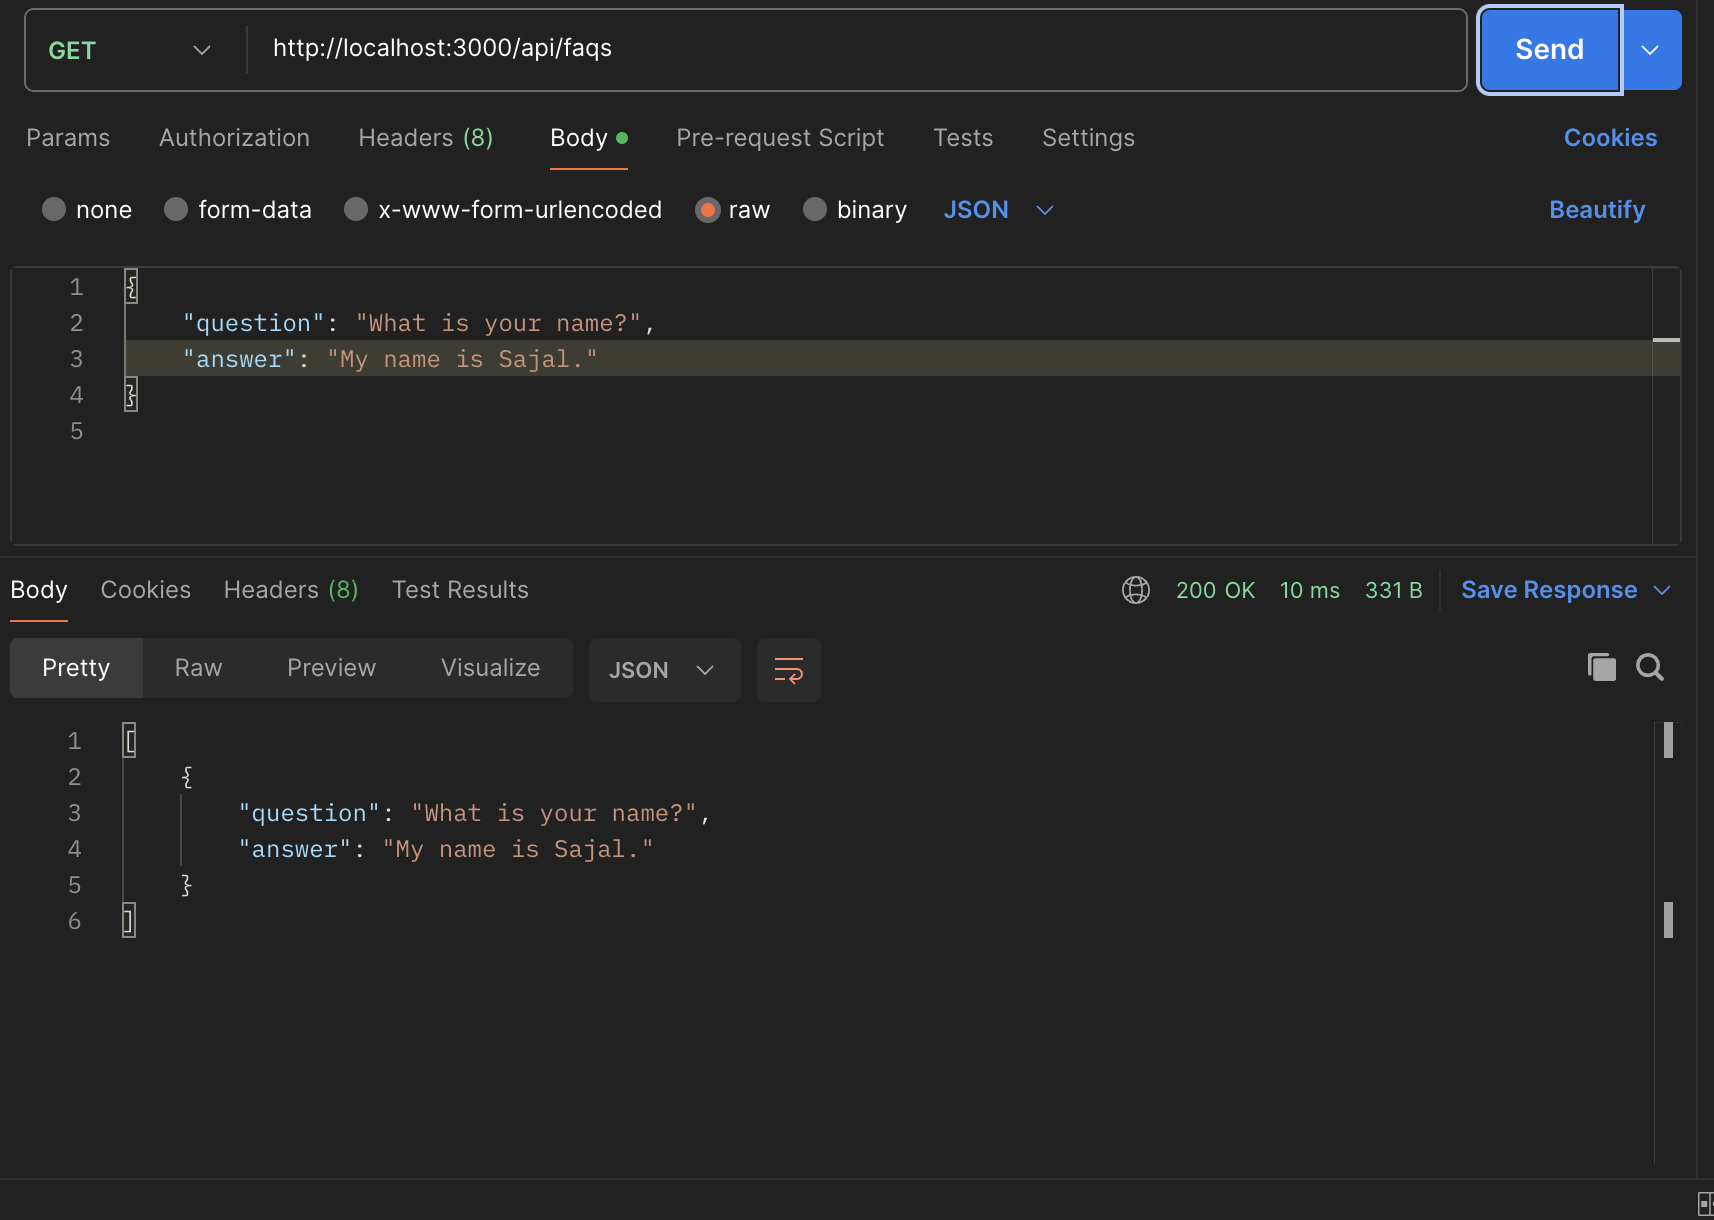 GET http://localhost:3000/api/faqs Send
Params Authorization Headers (8) Body Pre-request Script Tests Settings Cookies
none form-data x-www-form-urlencoded raw binary JSON Beautify
1 {
2 "question": "What is your name?",
3 "answer": "My name is Sajal."
4 }
5
Body Cookies Headers (8) Test Results 200 OK 10 ms 331 B Save Response
Pretty Raw Preview Visualize JSON
1 [
2 {
3 "question": "What is your name?",
4 "answer": "My name is Sajal."
5 }
6 ]